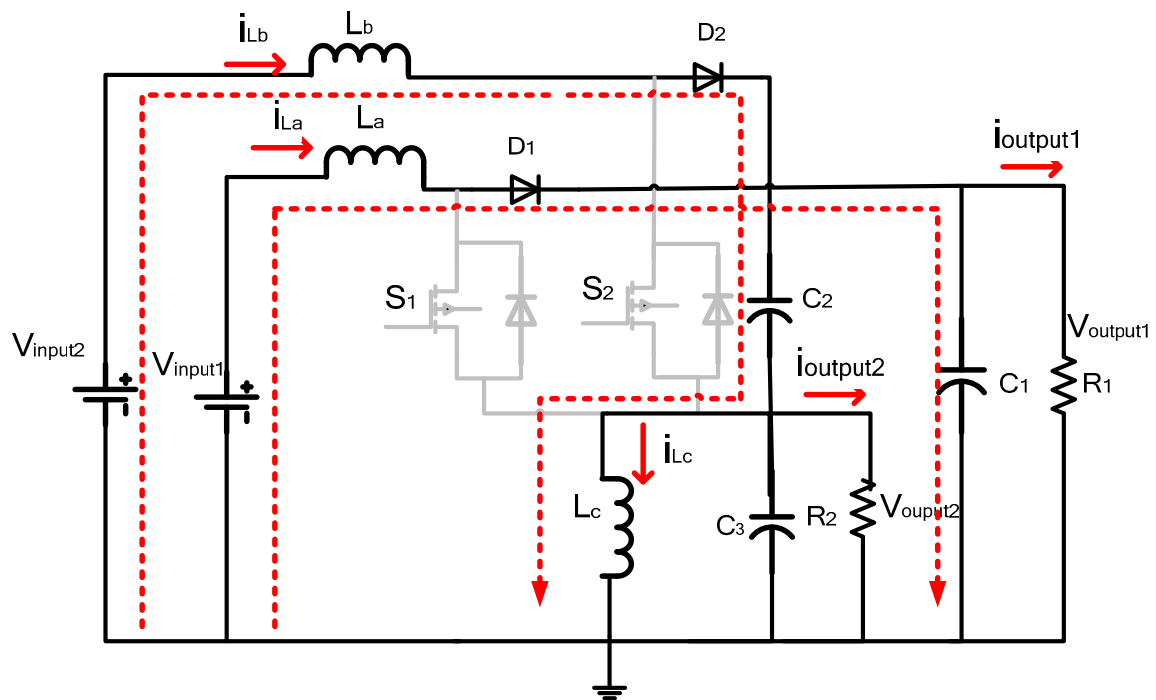 iLb
Lb
D2
iLa
La
D1
ioutput1
S1
S2
C2
Voutput1
Vinput2
+
Vinput1
+
ioutput2
C1
R1
iLc
Lc
C3
R2
Vouput2